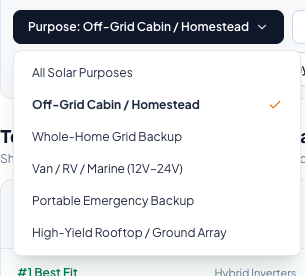 Purpose: Off-Grid Cabin / Homestead
All Solar Purposes
Off-Grid Cabin / Homestead
Whole-Home Grid Backup
Van / RV / Marine (12V–24V)
Portable Emergency Backup
High-Yield Rooftop / Ground Array
#1 Best Fit
Hybrid Inverters